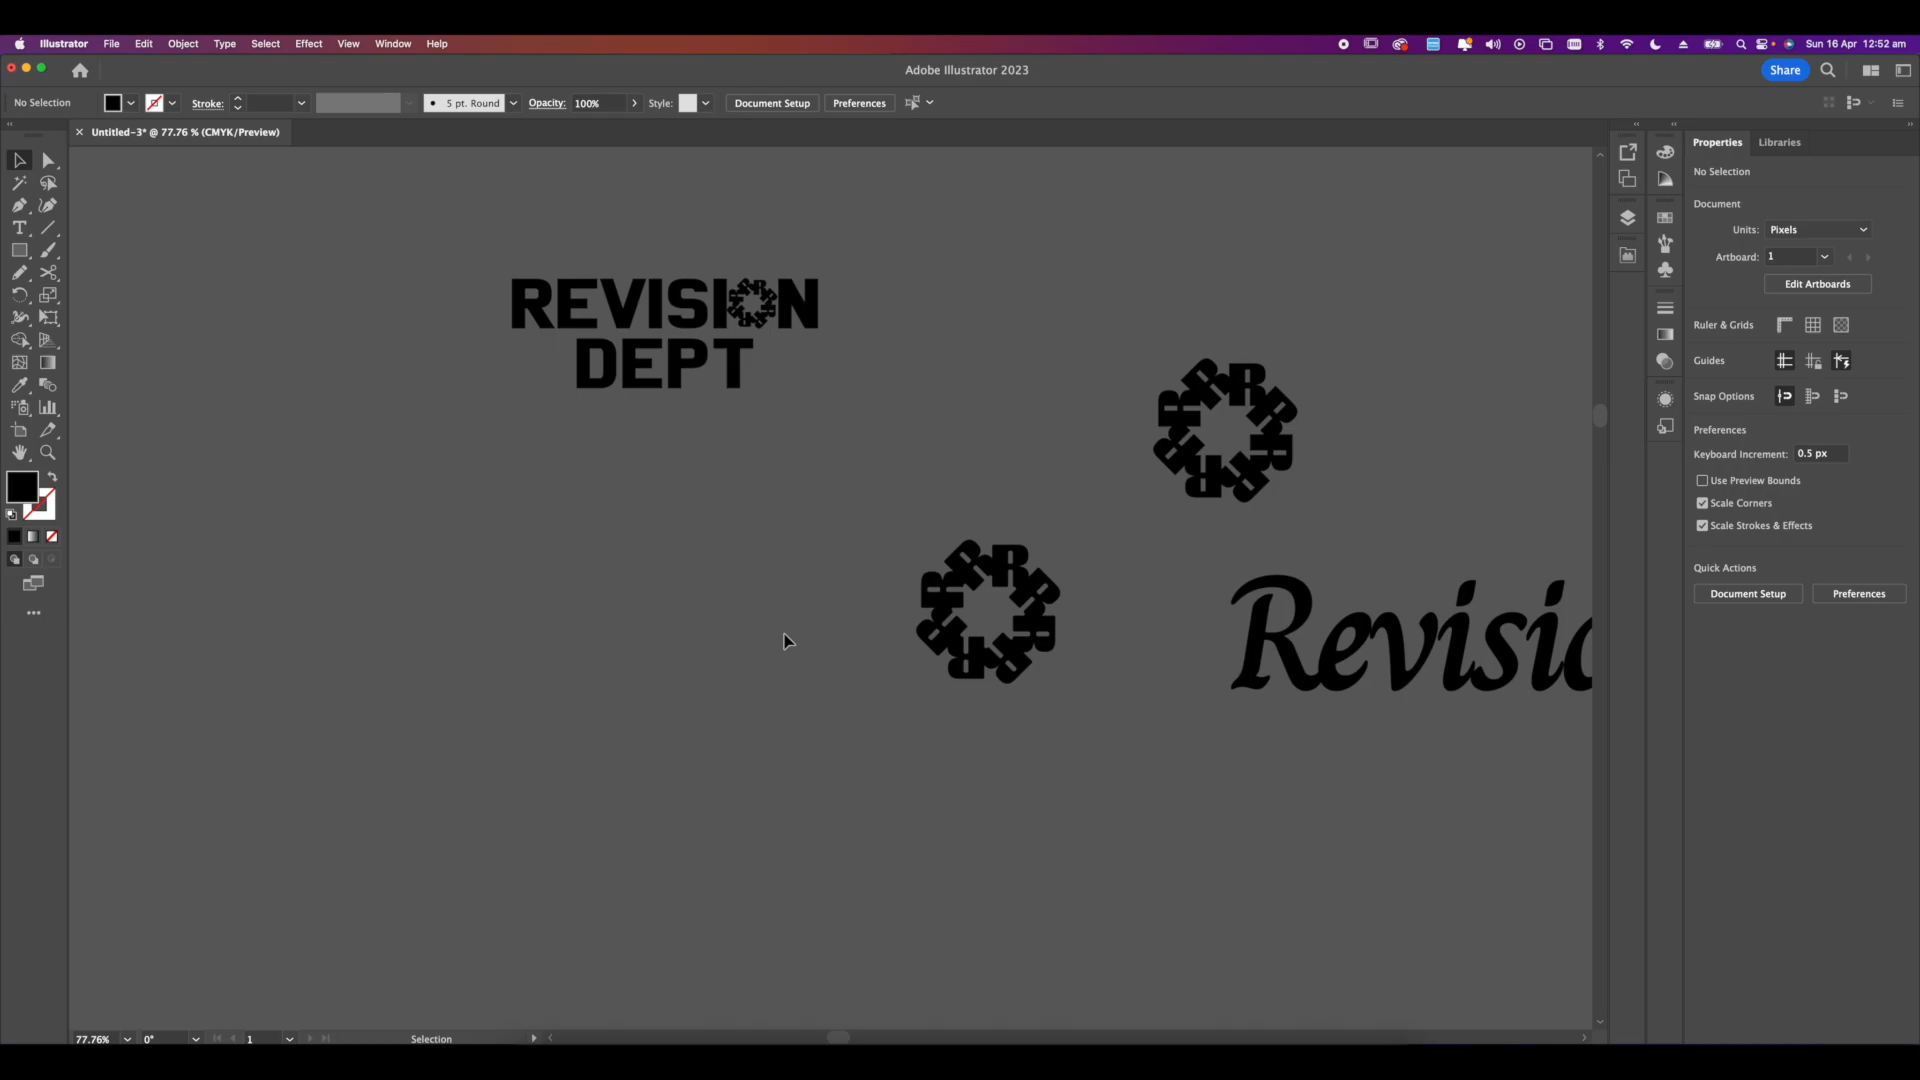 Illustrator File Edit Object Type Select Effect View Window Help
Sun 16 Apr 12:52 am
Adobe Illustrator 2023
Share
No Selection
Stroke:
5 pt. Round
Opacity: 100%
Style:
Document Setup
Preferences
× Untitled-3* @ 77.76 % (CMYK/Preview)
REVISION
DEPT
R R R R R R R R
R R R R R R R R
Revisio
Properties Libraries
No Selection
Document
Units: Pixels
Artboard: 1
Edit Artboards
Ruler & Grids
Guides
Snap Options
Preferences
Keyboard Increment: 0.5 px
Use Preview Bounds
Scale Corners
Scale Strokes & Effects
Quick Actions
Document Setup Preferences
77.76% 0° 1 Selection